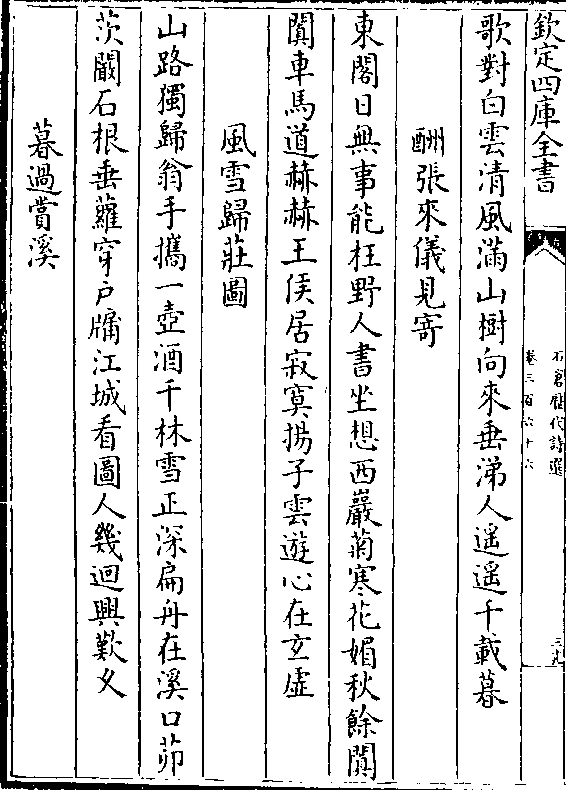 欽定四庫全書
石倉歷代詩選
卷三百六十六
歌對白雲清風滿山樹向來垂涕人遥遥千載暮
酬張來儀見寄
東閣日無事能枉野人書坐想西巖菊寒花媚秋餘闐
闐車馬道赫赫王侯居寂寞揚子雲遊心在玄虛
風雪歸莊圖
山路獨歸翁手攜一壺酒千林雪正深扁舟在溪口茆
茨闞石根垂蘿穿户牖江城看圖人幾迴興歎久
暮過賞溪